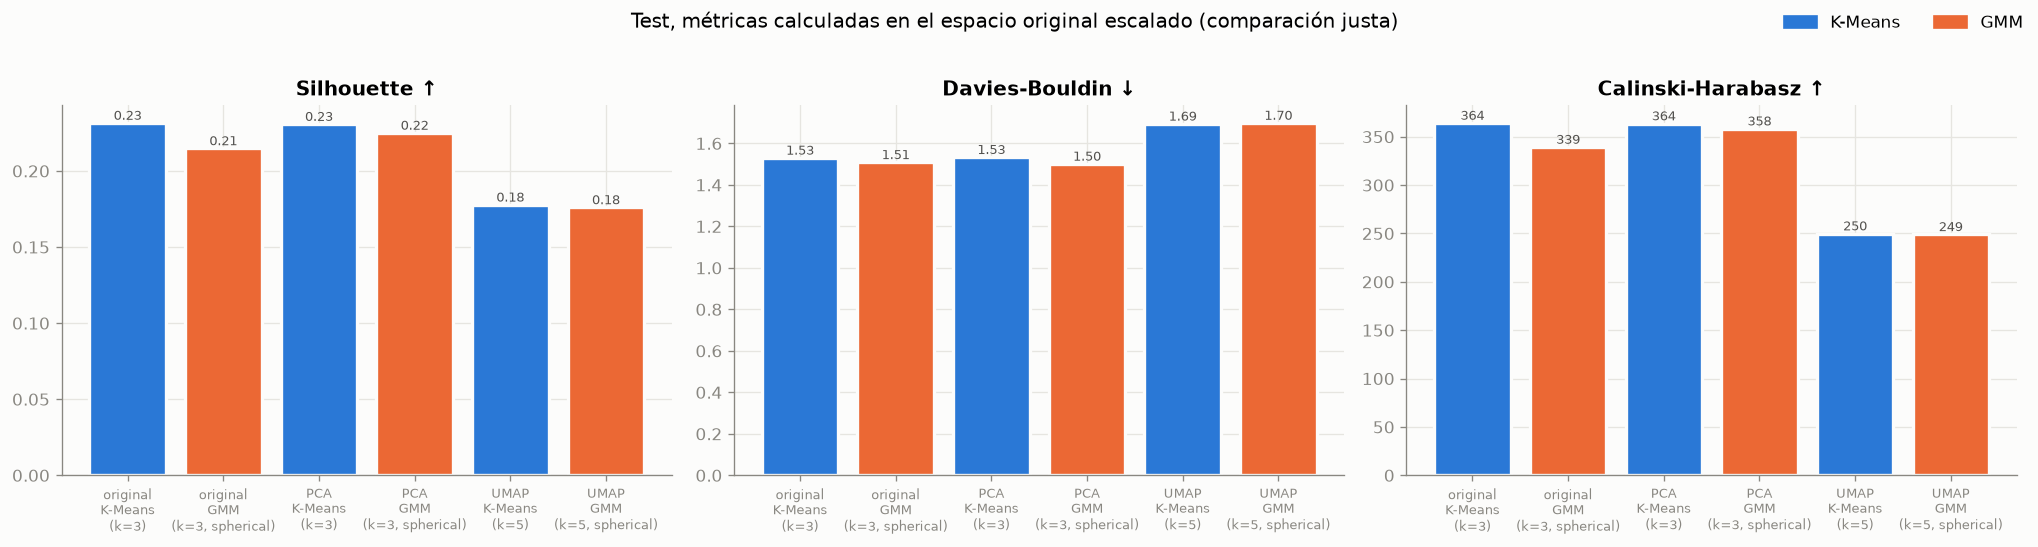 Test, métricas calculadas en el espacio original escalado (comparación justa)
K-Means
GMM
Silhouette ↑
0.20
0.15
0.10
0.05
0.00
0.23
0.21
0.23
0.22
0.18
0.18
original
K-Means
(k=3)
original
GMM
(k=3, spherical)
PCA
K-Means
(k=3)
PCA
GMM
(k=3, spherical)
UMAP
K-Means
(k=5)
UMAP
GMM
(k=5, spherical)
Davies-Bouldin ↓
1.6
1.4
1.2
1.0
0.8
0.6
0.4
0.2
0.0
1.53
1.51
1.53
1.50
1.69
1.70
original
K-Means
(k=3)
original
GMM
(k=3, spherical)
PCA
K-Means
(k=3)
PCA
GMM
(k=3, spherical)
UMAP
K-Means
(k=5)
UMAP
GMM
(k=5, spherical)
Calinski-Harabasz ↑
350
300
250
200
150
100
50
0
364
339
364
358
250
249
original
K-Means
(k=3)
original
GMM
(k=3, spherical)
PCA
K-Means
(k=3)
PCA
GMM
(k=3, spherical)
UMAP
K-Means
(k=5)
UMAP
GMM
(k=5, spherical)